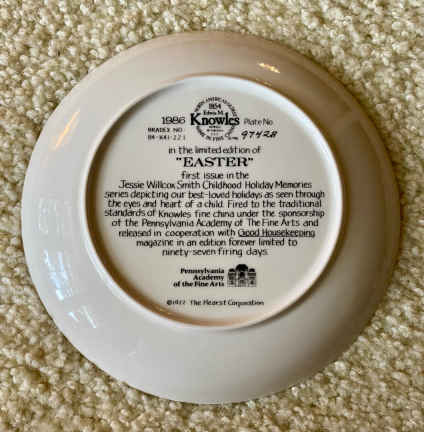 1986
Edwin M.
Knowles
Plate No.
BRADEX NO.
84-K41-22.1
9742B
in the limited edition of
"EASTER"
first issue in the
Jessie Willcox Smith Childhood Holiday Memories
series depicting our best-loved holidays as seen through
the eyes and heart of a child. Fired to the traditional
standards of Knowles fine china under the sponsorship
of the Pennsylvania Academy of The Fine Arts and
released in cooperation with Good Housekeeping
magazine in an edition forever limited to
ninety-seven firing days.
Pennsylvania
Academy
of the Fine Arts
The Hearst Corporation